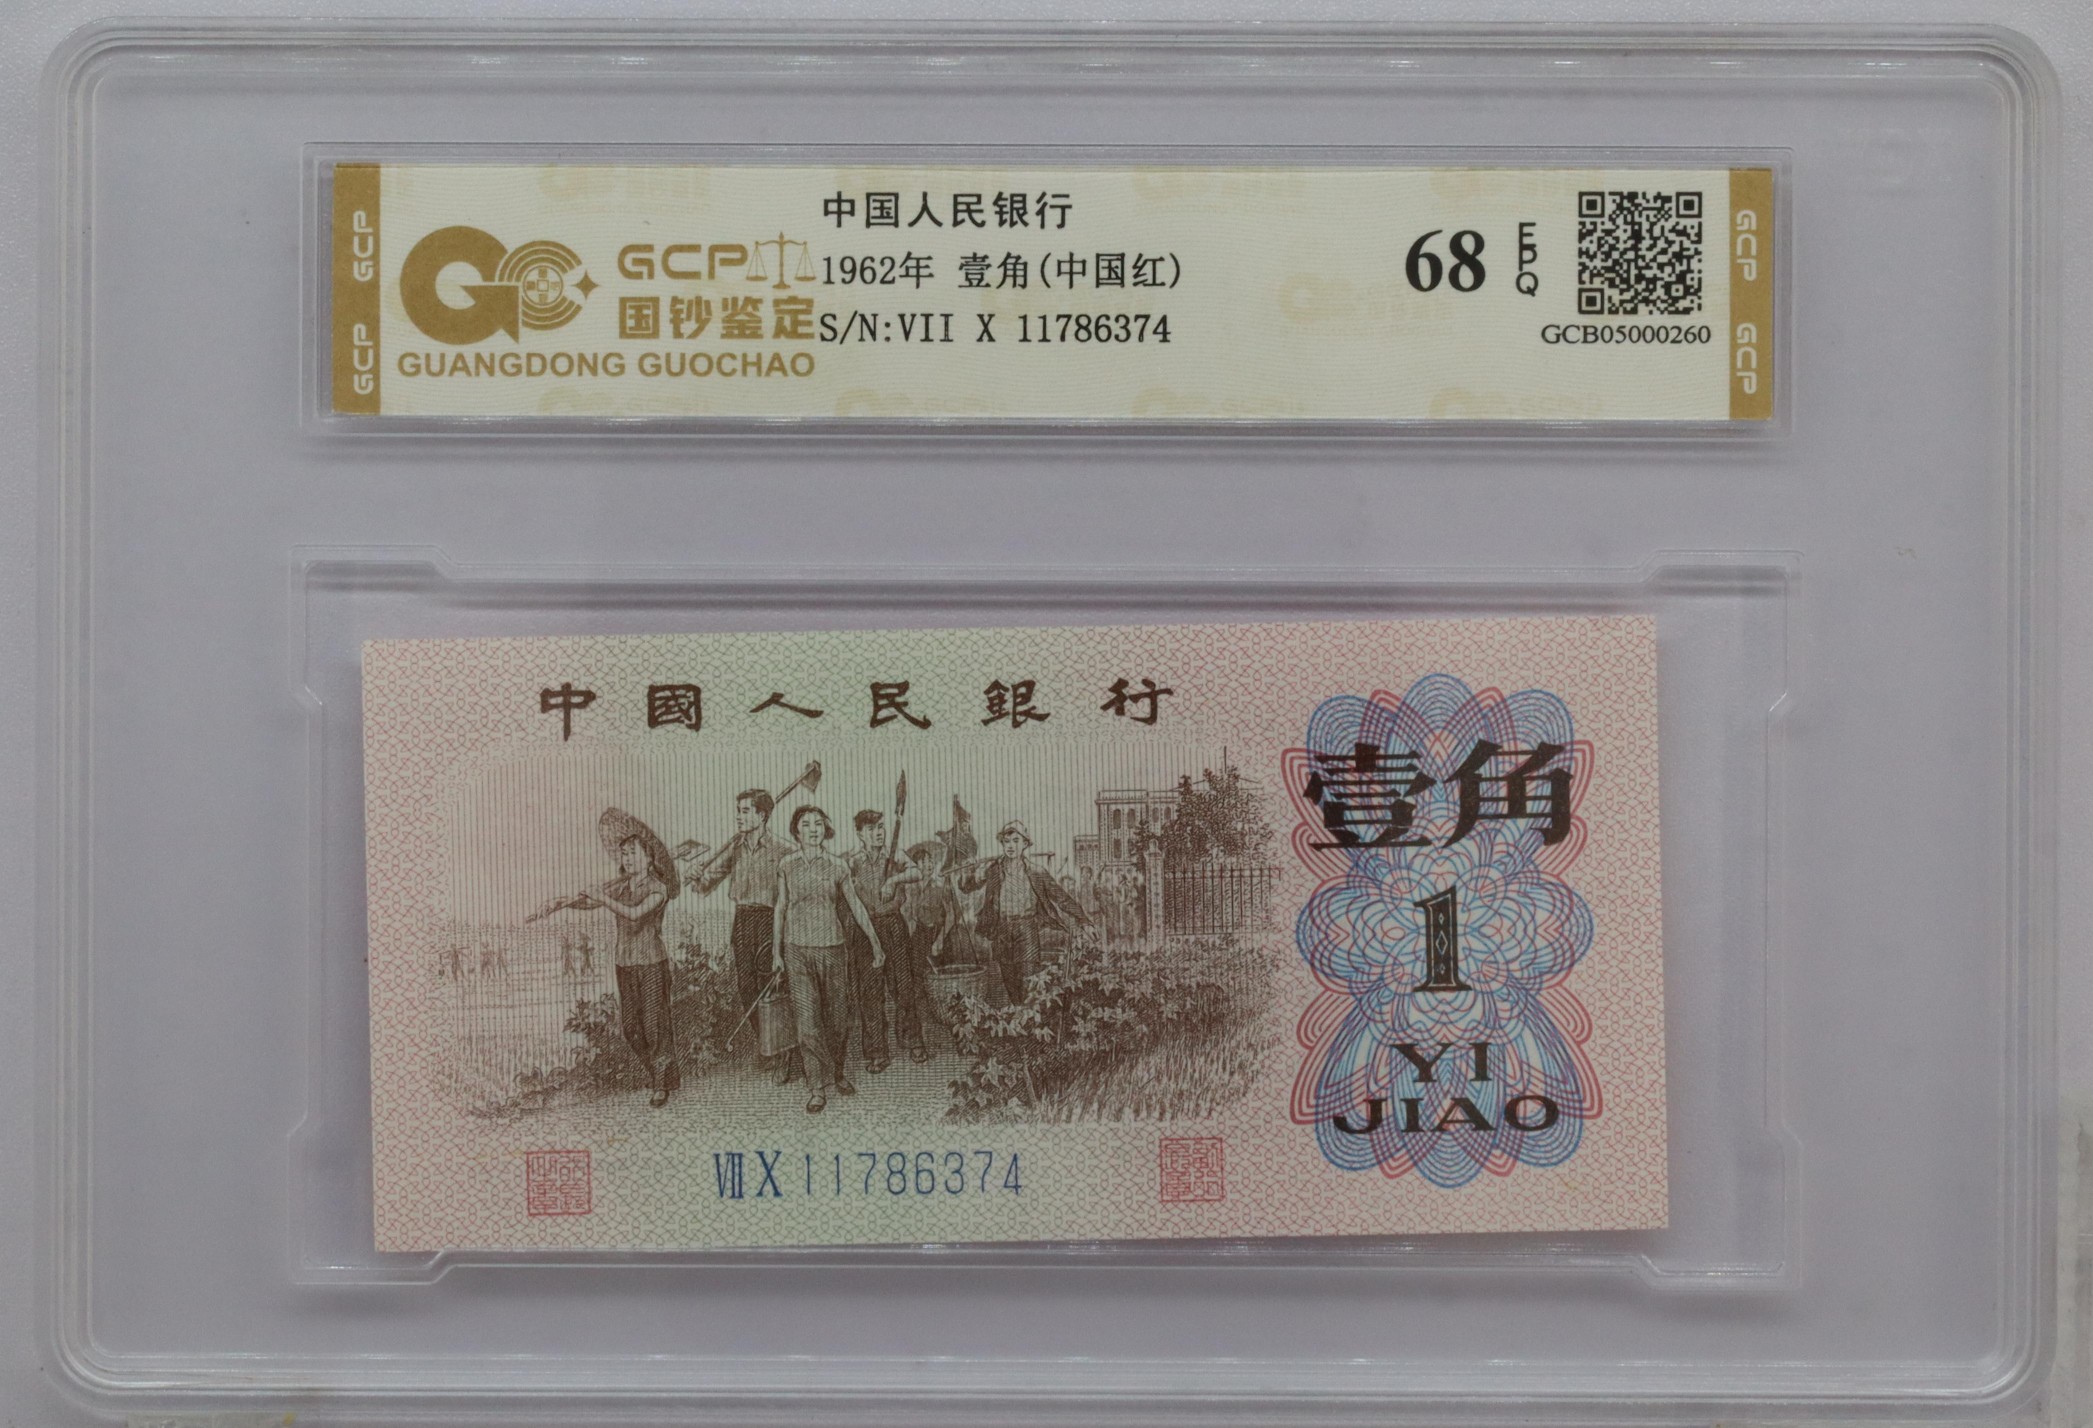 GCP GCP
中国人民银行
1962年 壹角(中国红)
S/N:VII X 11786374
GCP
国钞鉴定
GUANGDONG GUOCHAO
68 EPQ
GCB05000260
GCP GCP
中國人民銀行
壹角
1
YI
JIAO
Ⅶ X 11786374